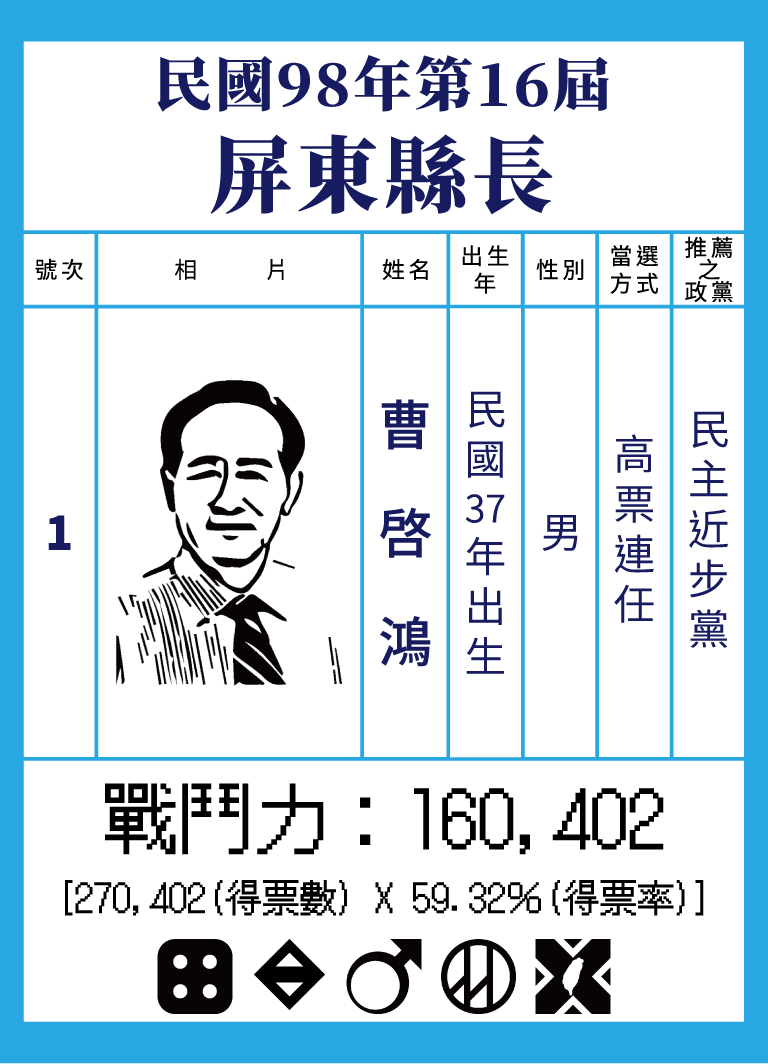 民國98年第16屆
屏東縣長
號次
相 片
姓名
出生
年
性別
當選
方式
推薦
之
政黨
1
曹啓鴻
民國37年出生
男
高票連任
民主近步黨
戰鬥力：160,402
[270,402(得票數) X 59.32%(得票率)]